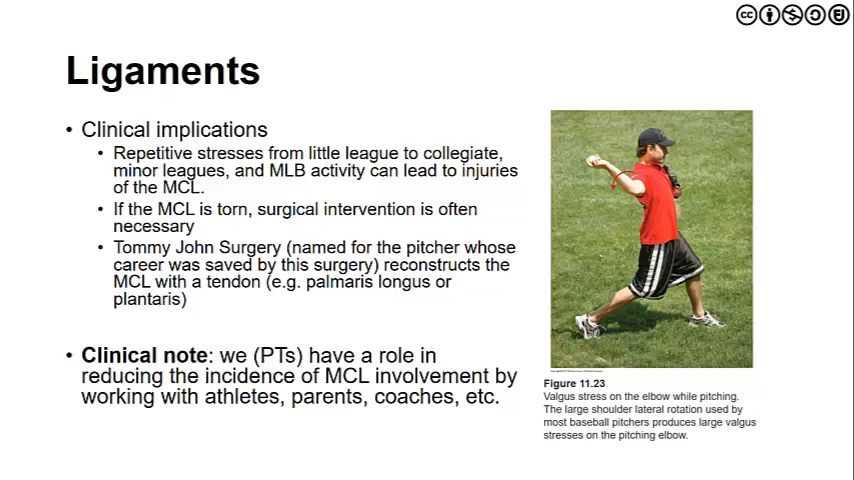 Ligaments
• Clinical implications
• Repetitive stresses from little league to collegiate,
minor leagues, and MLB activity can lead to injuries
of the MCL.
• If the MCL is torn, surgical intervention is often
necessary
• Tommy John Surgery (named for the pitcher whose
career was saved by this surgery) reconstructs the
MCL with a tendon (e.g. palmaris longus or
plantaris)
• Clinical note: we (PTs) have a role in
reducing the incidence of MCL involvement by
working with athletes, parents, coaches, etc.
Figure 11.23
Valgus stress on the elbow while pitching.
The large shoulder lateral rotation used by
most baseball pitchers produces large valgus
stresses on the pitching elbow.